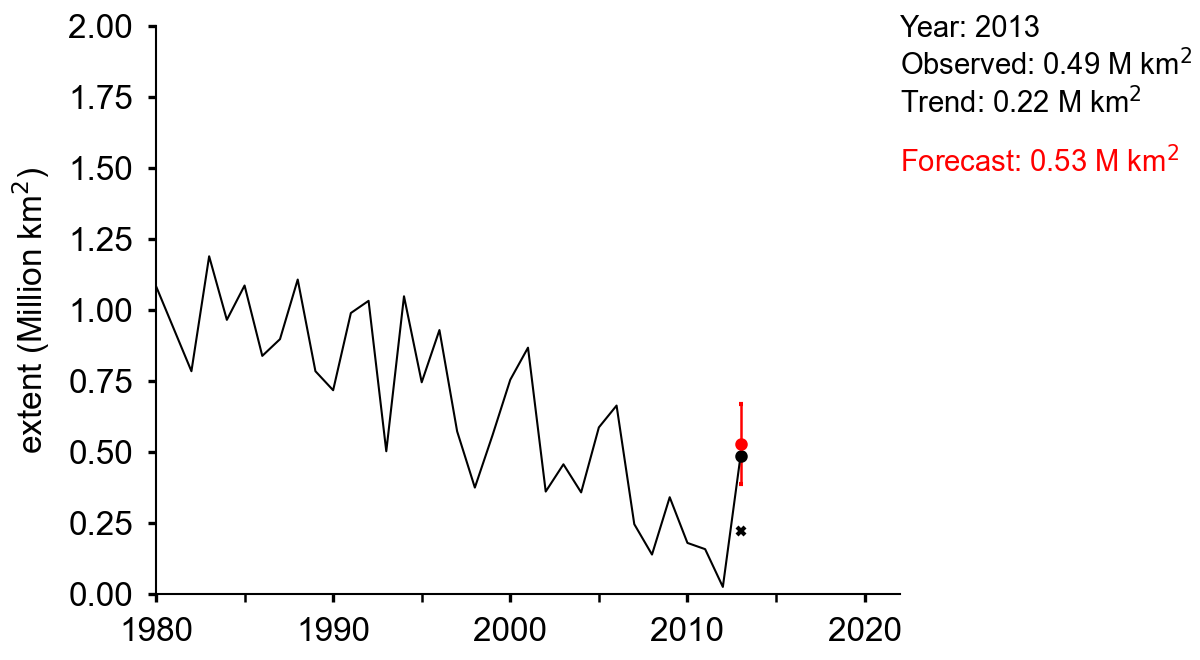 Year: 2013
Observed: 0.49 M km²
Trend: 0.22 M km²
Forecast: 0.53 M km²
extent (Million km²)
2.00
1.75
1.50
1.25
1.00
0.75
0.50
0.25
0.00
1980 1990 2000 2010 2020